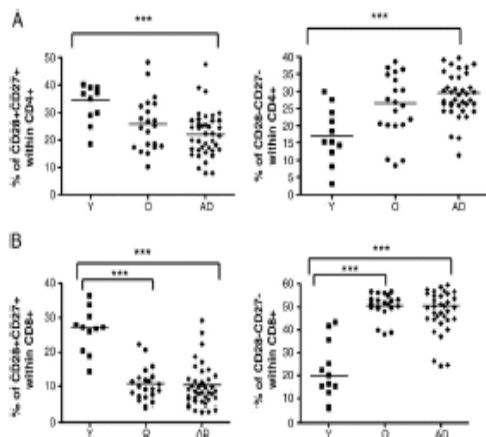 A
***
% of CD28+CD27+
within CD4+
50
40
30
20
10
0
Y
O
AD
***
% of CD28-CD27-
within CD4+
40
35
30
25
20
15
10
5
0
Y
O
AD
B
***
***
% of CD28+CD27+
within CD8+
40
30
20
10
0
Y
***
***
% of CD28-CD27-
within CD8+
60
50
40
30
20
10
0
Y
O
AD